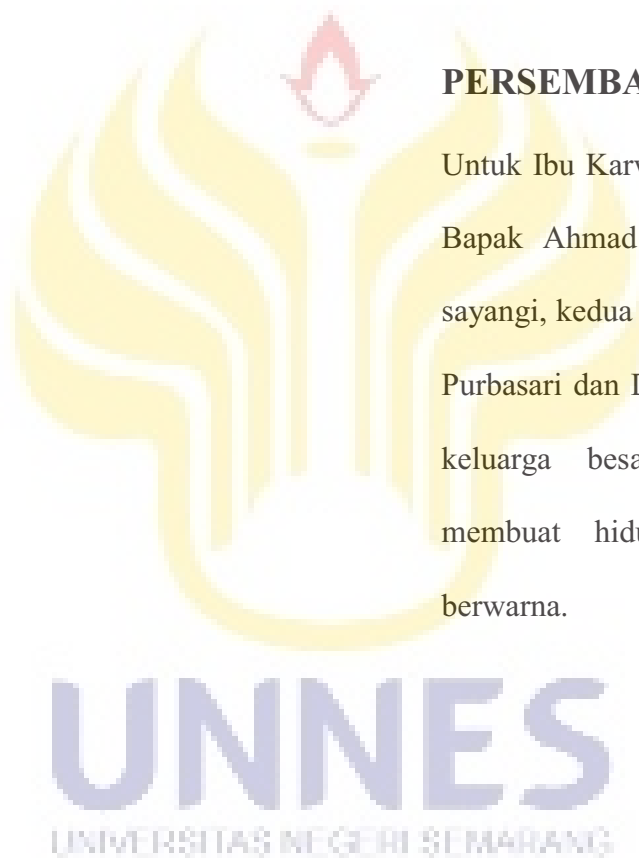 PERSEMBA
Untuk Ibu Karw
Bapak Ahmad
sayangi, kedua
Purbasari dan
keluarga besa
membuat hidu
berwarna.
UNNES
UNIVERSITAS NEGERI SEMARANG